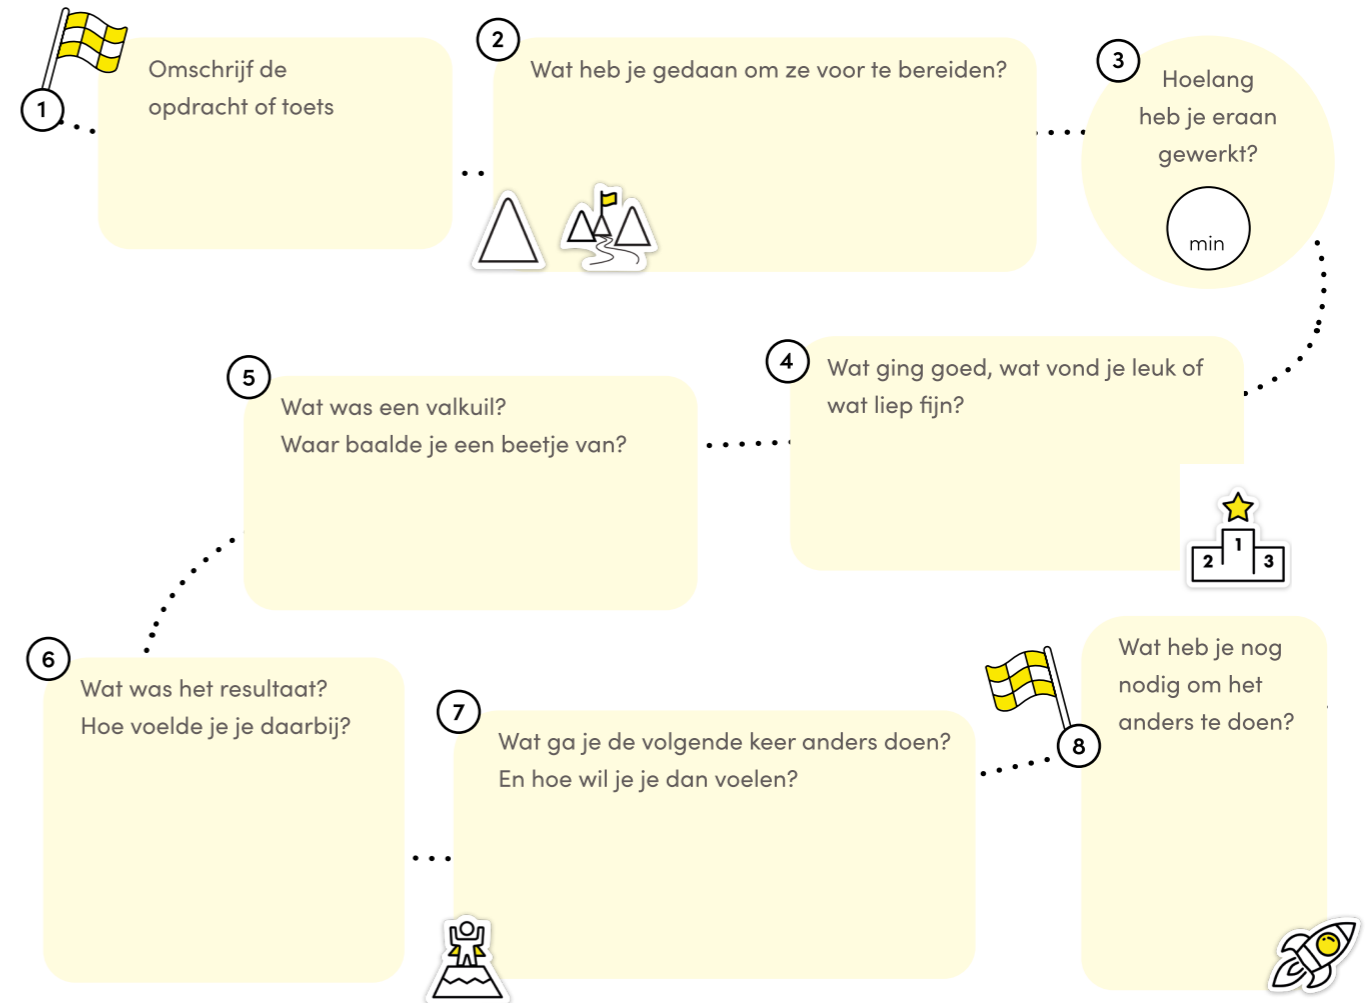 1
Omschrijf de
opdracht of toets
2
Wat heb je gedaan om ze voor te bereiden?
3
Hoelang
heb je eraan
gewerkt?
min
4
Wat ging goed, wat vond je leuk of
wat liep fijn?
2 1 3
5
Wat was een valkuil?
Waar baalde je een beetje van?
6
Wat was het resultaat?
Hoe voelde je je daarbij?
7
Wat ga je de volgende keer anders doen?
En hoe wil je je dan voelen?
8
Wat heb je nog
nodig om het
anders te doen?